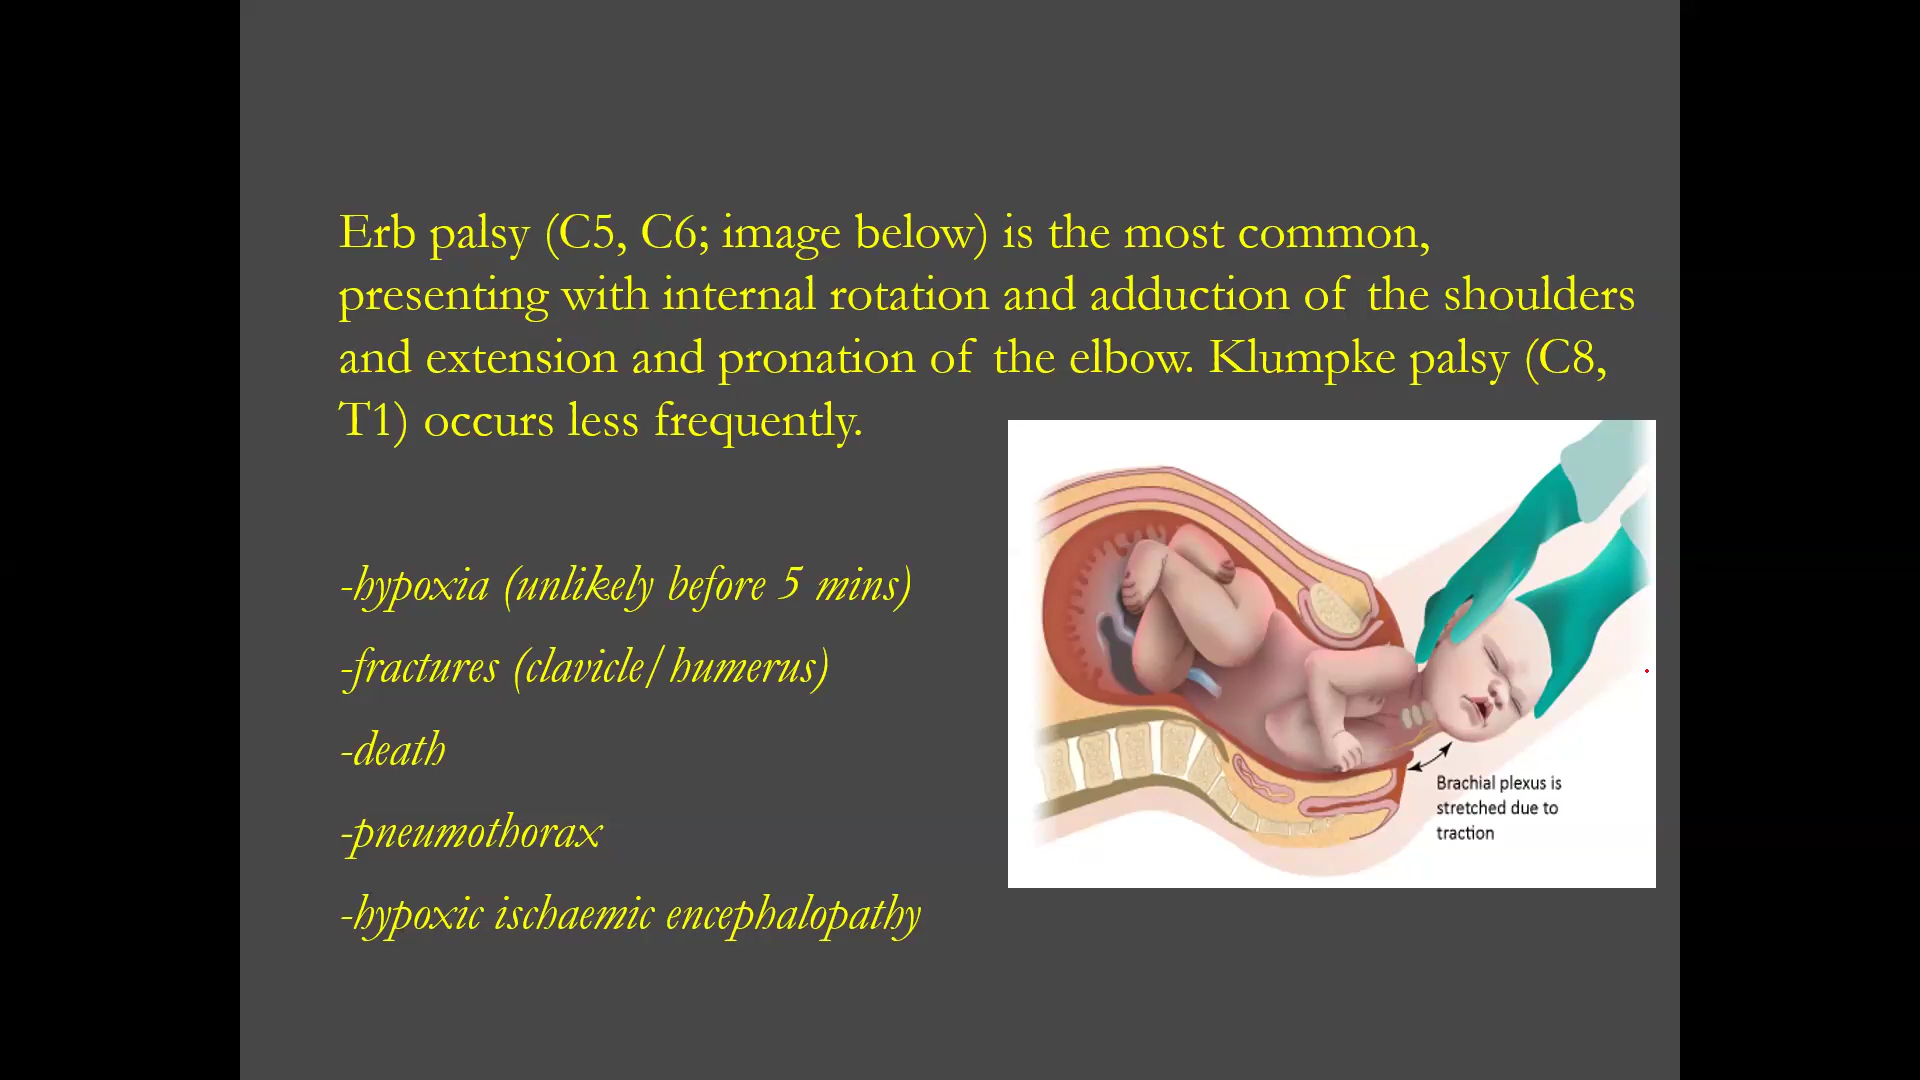 Erb palsy (C5, C6; image below) is the most common,
presenting with internal rotation and adduction of the shoulders
and extension and pronation of the elbow. Klumpke palsy (C8,
T1) occurs less frequently.
-hypoxia (unlikely before 5 mins)
-fractures (clavicle/humerus)
-death
-pneumothorax
-hypoxic ischaemic encephalopathy
Brachial plexus is
stretched due to
traction